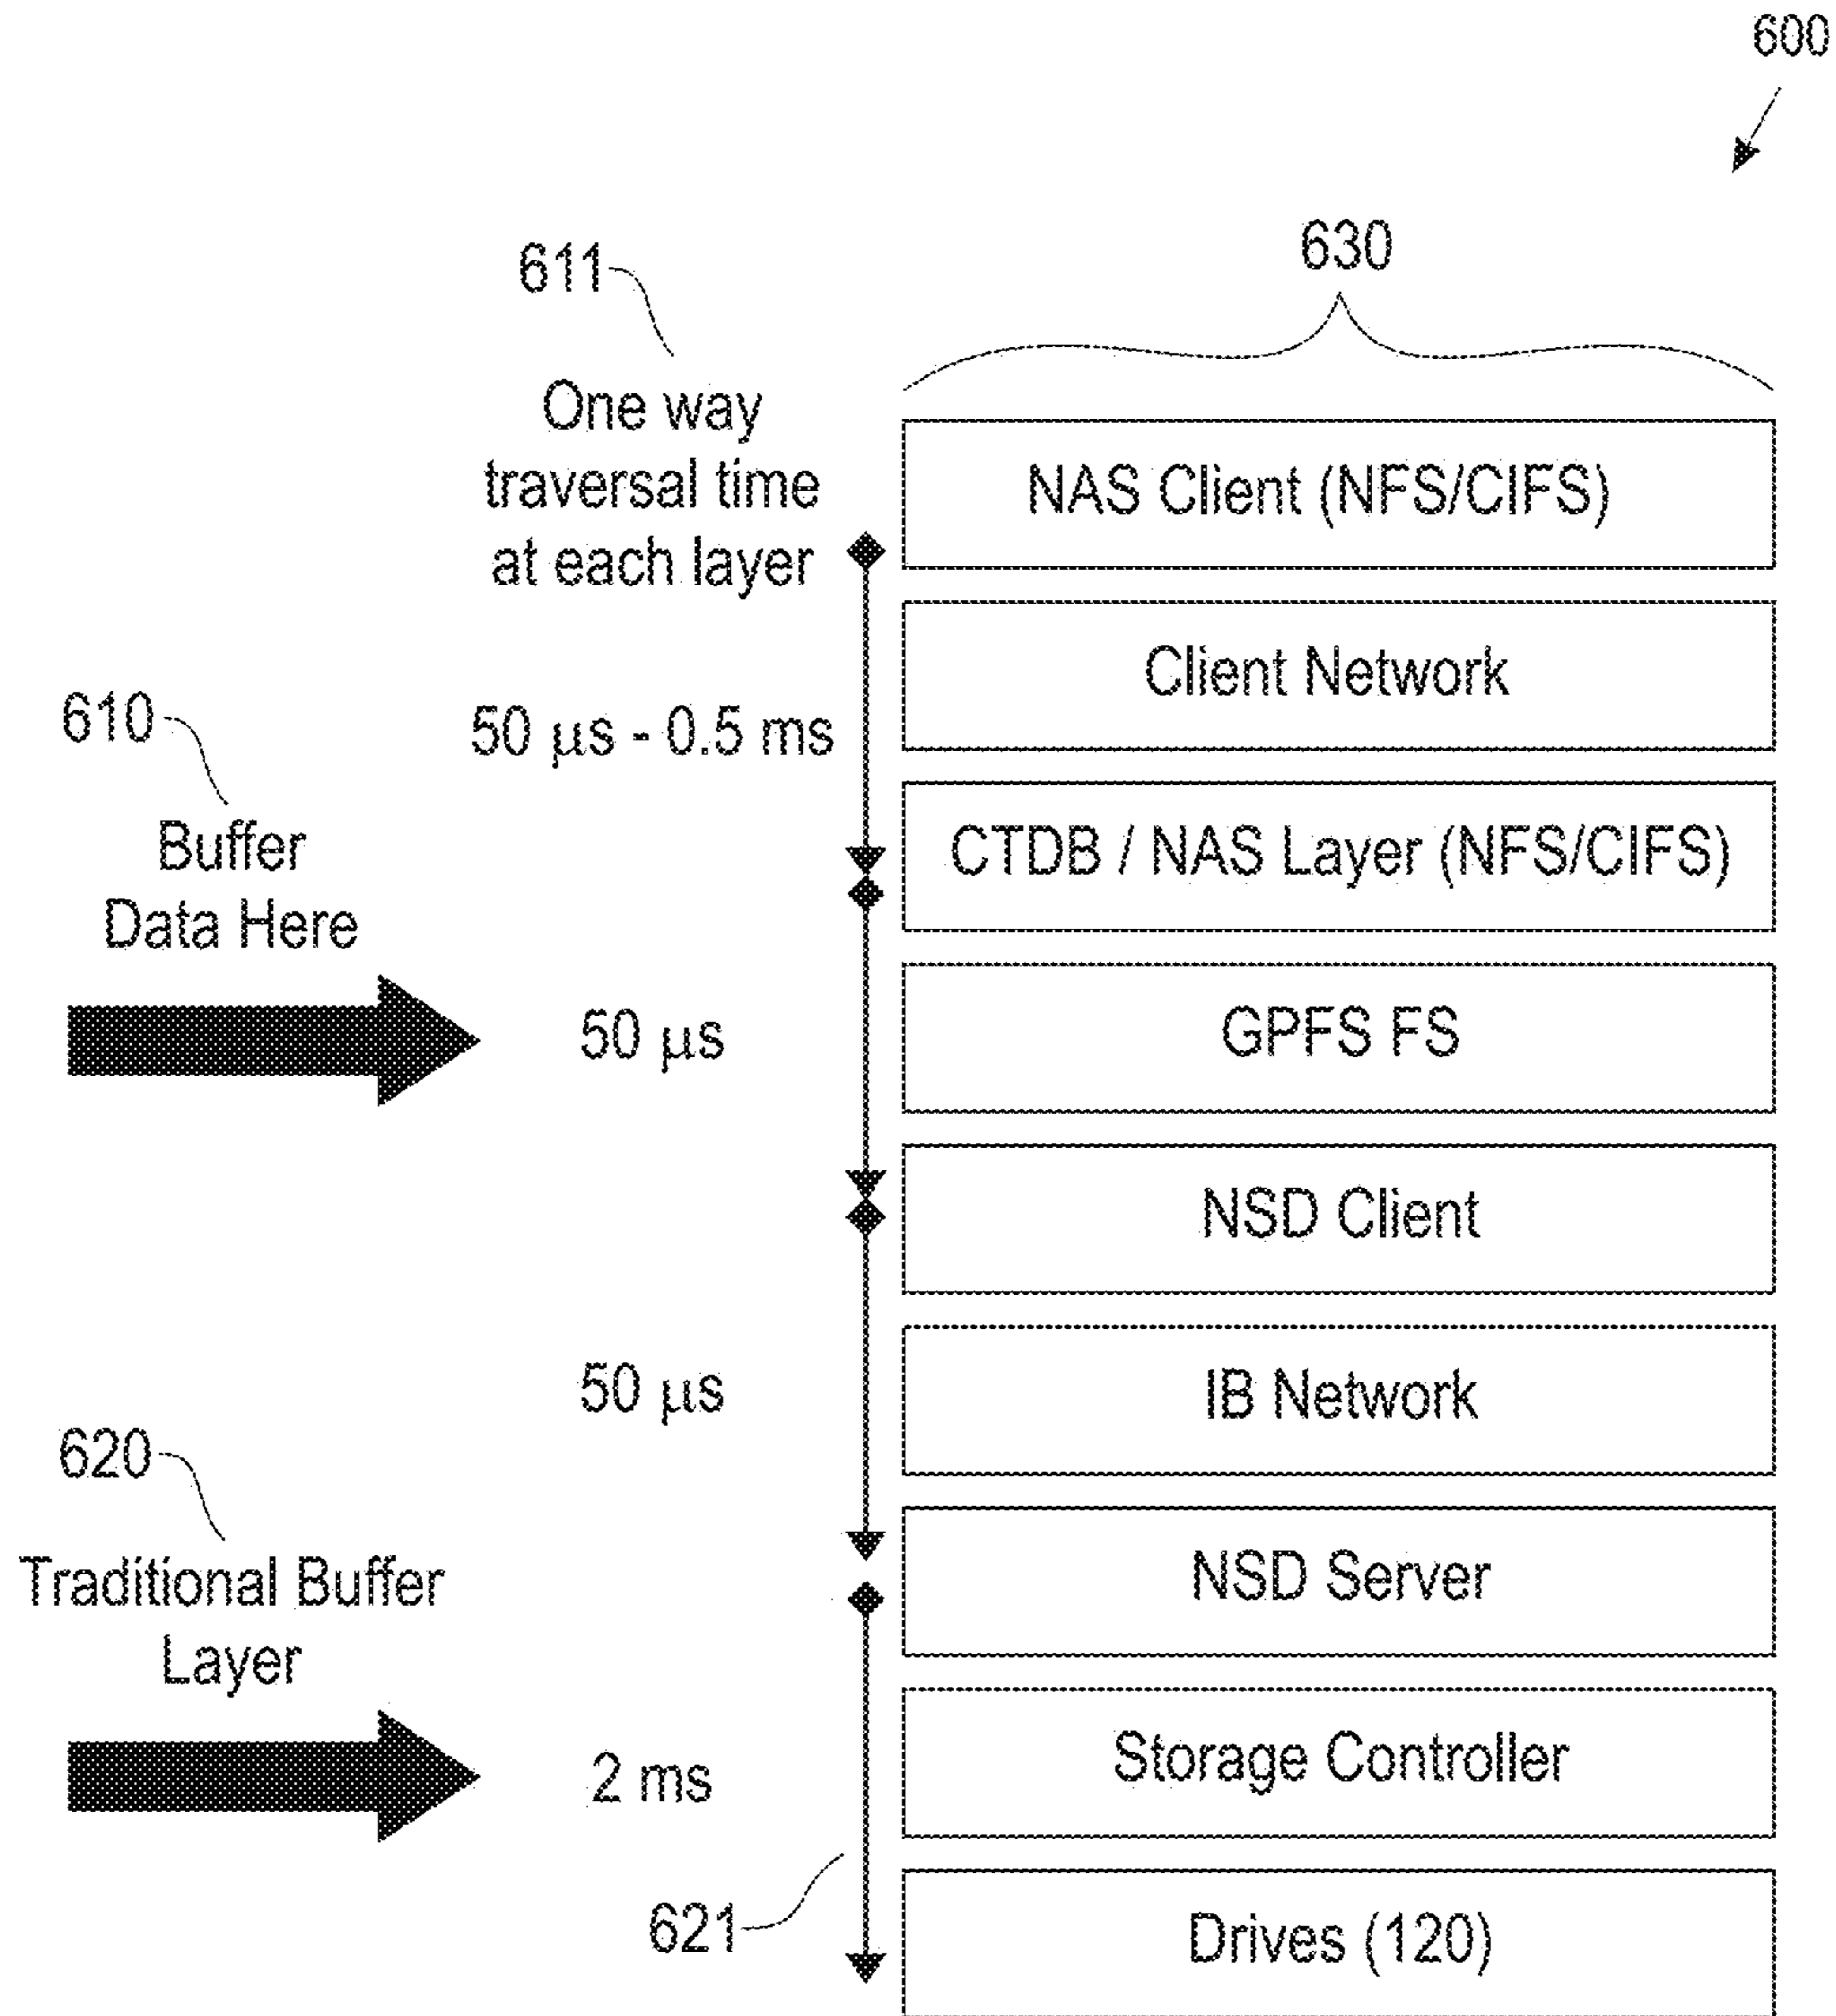 600
630
611
One way
traversal time
at each layer
NAS Client (NFS/CIFS)
Client Network
610
50 μs - 0.5 ms
Buffer
Data Here
CTDB / NAS Layer (NFS/CIFS)
50 μs
GPFS FS
NSD Client
50 μs
IB Network
620
Traditional Buffer
Layer
NSD Server
2 ms
Storage Controller
621
Drives (120)